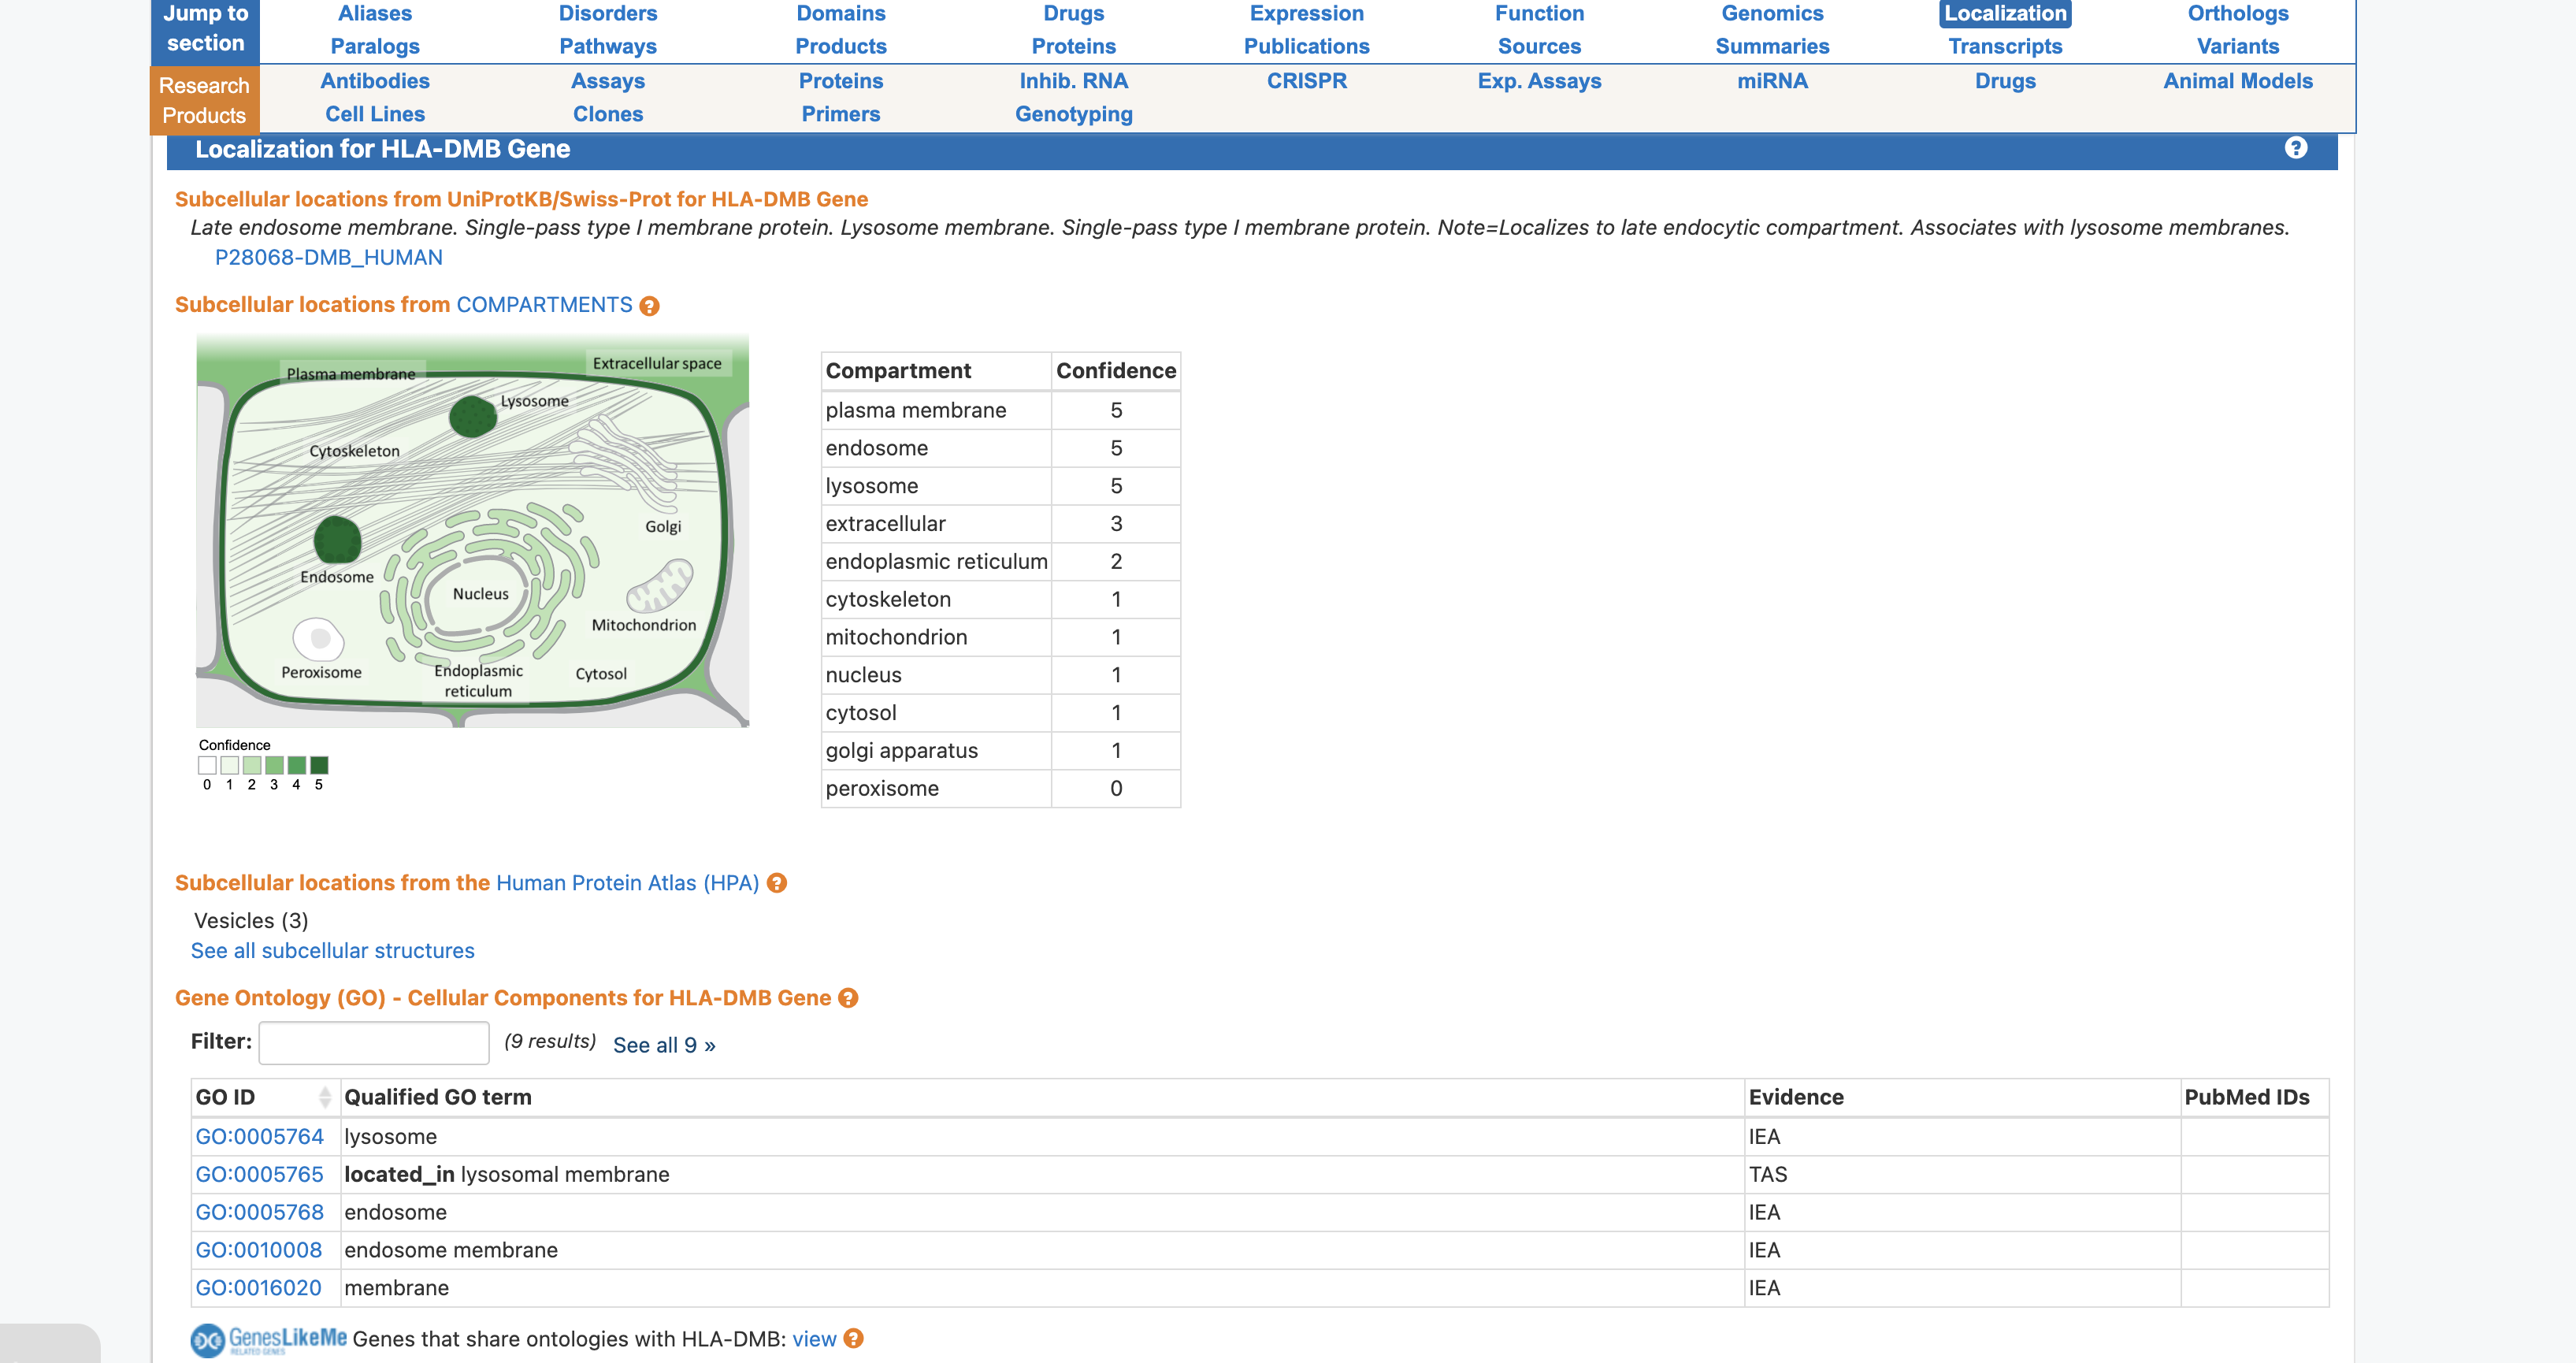 Jump to section
Aliases Disorders Domains Drugs Expression Function Genomics Localization Orthologs
Paralogs Pathways Products Proteins Publications Sources Summaries Transcripts Variants
Research Products
Antibodies Assays Proteins Inhib. RNA CRISPR Exp. Assays miRNA Drugs Animal Models
Cell Lines Clones Primers Genotyping
Localization for HLA-DMB Gene ?
Subcellular locations from UniProtKB/Swiss-Prot for HLA-DMB Gene
Late endosome membrane. Single-pass type I membrane protein. Lysosome membrane. Single-pass type I membrane protein. Note=Localizes to late endocytic compartment. Associates with lysosome membranes.
P28068-DMB_HUMAN
Subcellular locations from COMPARTMENTS ?
Plasma membrane
Extracellular space
Lysosome
Cytoskeleton
Golgi
Endosome
Nucleus
Mitochondrion
Peroxisome
Endoplasmic
reticulum
Cytosol
Confidence
0 1 2 3 4 5
Compartment Confidence
plasma membrane 5
endosome 5
lysosome 5
extracellular 3
endoplasmic reticulum 2
cytoskeleton 1
mitochondrion 1
nucleus 1
cytosol 1
golgi apparatus 1
peroxisome 0
Subcellular locations from the Human Protein Atlas (HPA) ?
Vesicles (3)
See all subcellular structures
Gene Ontology (GO) - Cellular Components for HLA-DMB Gene ?
Filter: (9 results) See all 9 »
GO ID Qualified GO term Evidence PubMed IDs
GO:0005764 lysosome IEA
GO:0005765 located_in lysosomal membrane TAS
GO:0005768 endosome IEA
GO:0010008 endosome membrane IEA
GO:0016020 membrane IEA
GenesLikeMe Genes that share ontologies with HLA-DMB: view ?
RELATED GENES